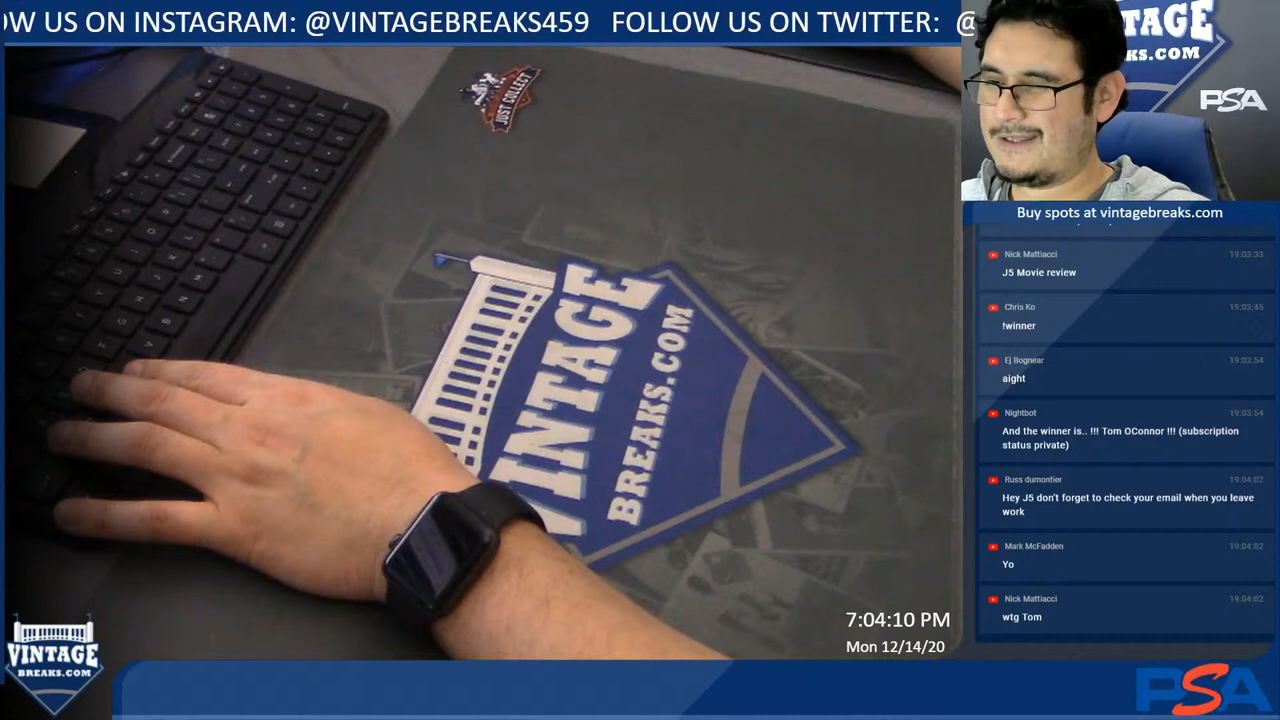 OW US ON INSTAGRAM: @VINTAGEBREAKS459 FOLLOW US ON TWITTER: @
JUST COLLECT
VINTAGE
BREAKS.COM
TAGE
KS.COM
PSA
Buy spots at vintagebreaks.com
Nick Mattiacci 19:03:33
J5 Movie review
Chris Ko 19:03:45
!winner
Ej Bognear 19:03:54
aight
Nightbot 19:03:54
And the winner is.. !!! Tom OConnor !!! (subscription
status private)
Russ dumontier 19:04:02
Hey J5 don't forget to check your email when you leave
work
Mark McFadden 19:04:02
Yo
Nick Mattiacci 19:04:02
wtg Tom
7:04:10 PM
Mon 12/14/20
VINTAGE
BREAKS.COM
PSA